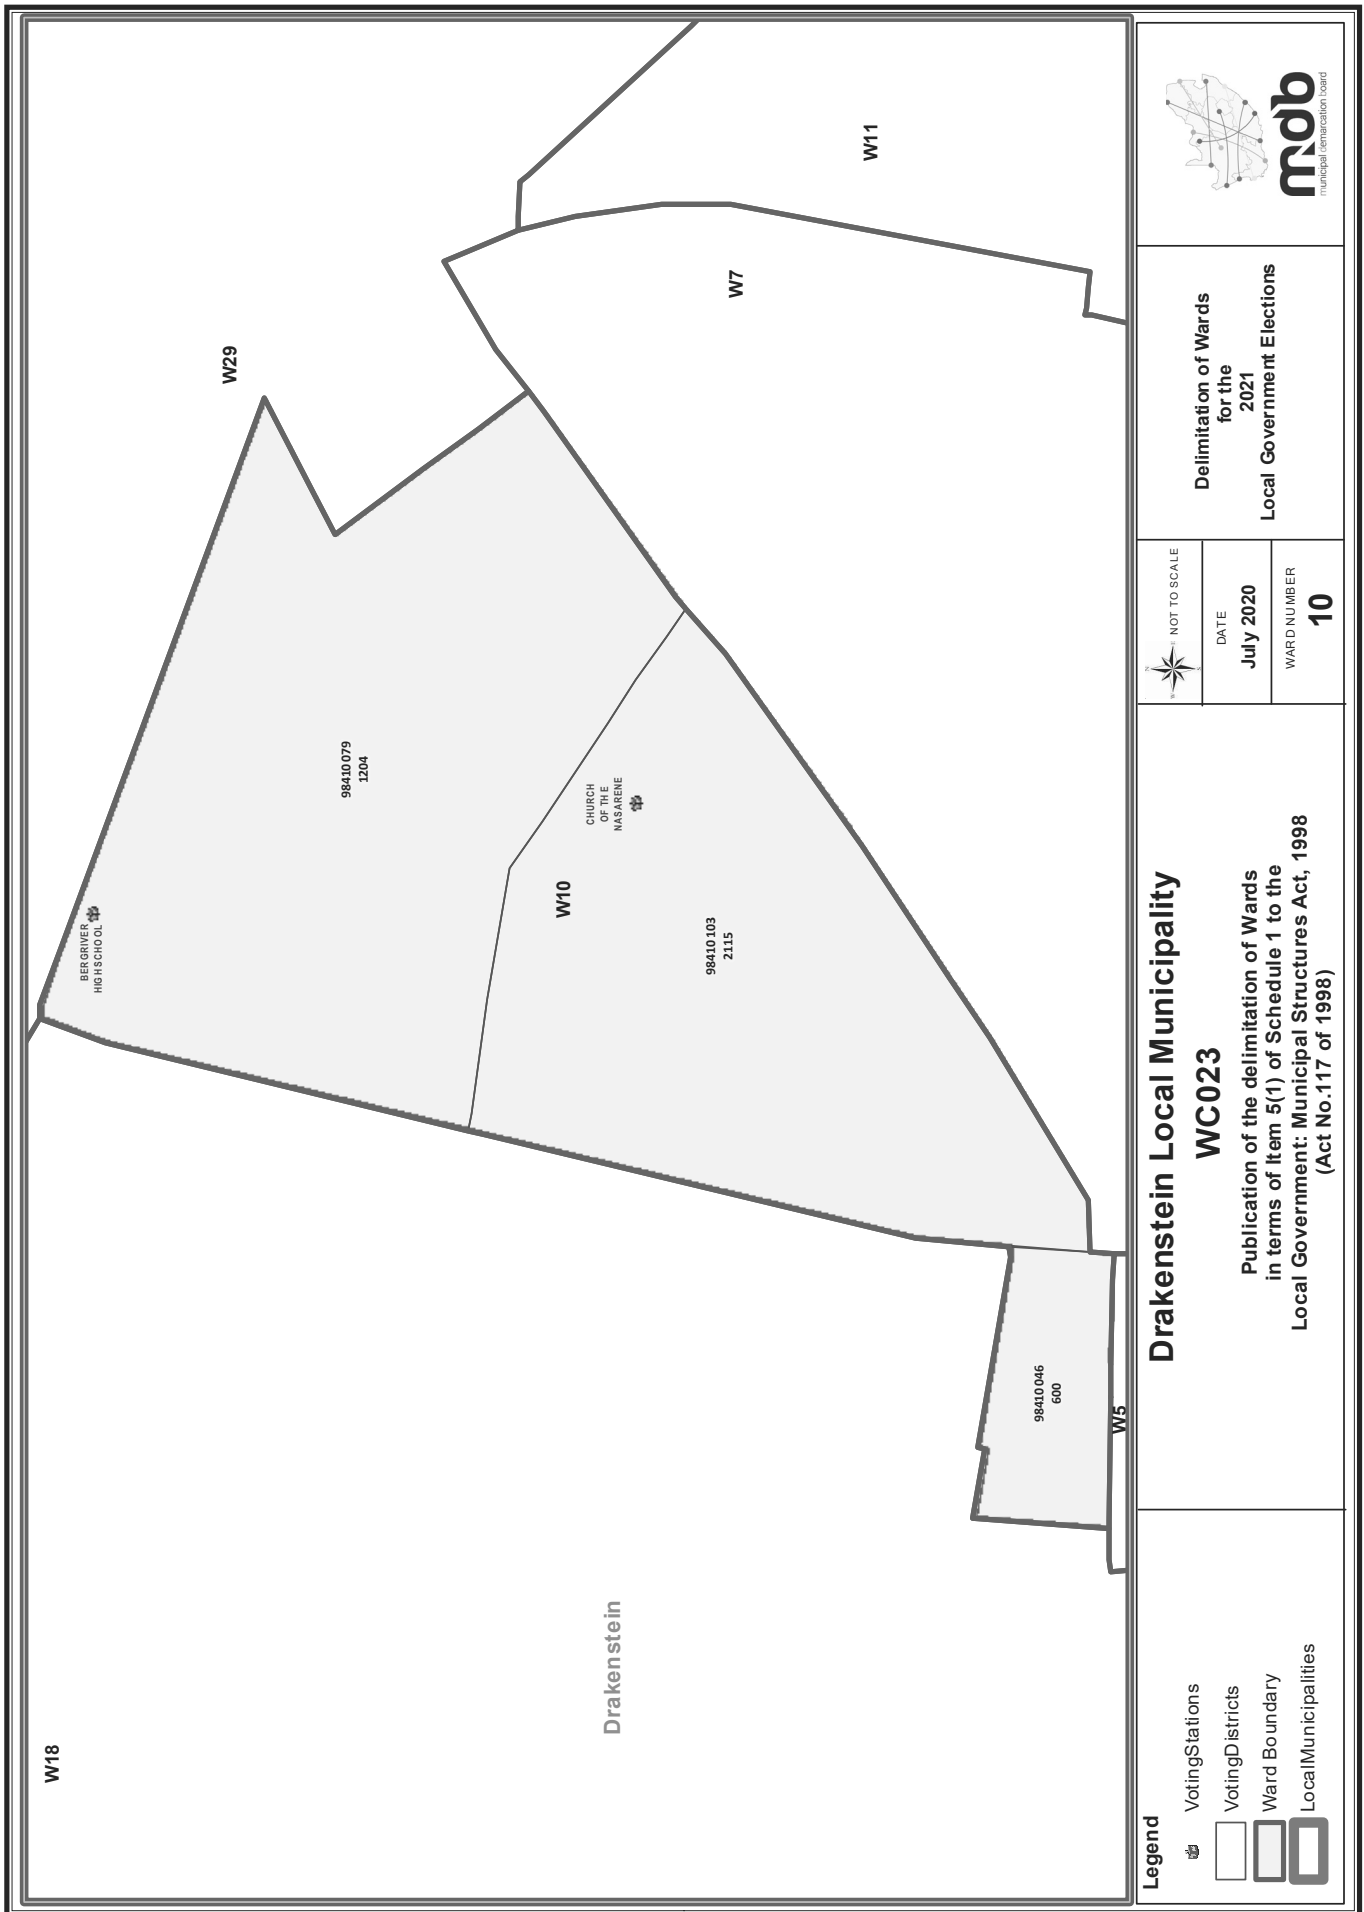 W18
W29
W11
W7
BERGRIVER
HIGH SCHOOL
98410079
1204
CHURCH
OF THE
NASARENE
W10
98410103
2115
98410046
600
W5
Drakenstein
Legend
VotingStations
VotingDistricts
Ward Boundary
LocalMunicipalities
Drakenstein Local Municipality
WC023
Publication of the delimitation of Wards
in terms of Item 5(1) of Schedule 1 to the
Local Government: Municipal Structures Act, 1998
(Act No.117 of 1998)
N
W
E
S
NOT TO SCALE
DATE
July 2020
WARD NUMBER
10
Delimitation of Wards
for the
2021
Local Government Elections
mdb
municipal demarcation board